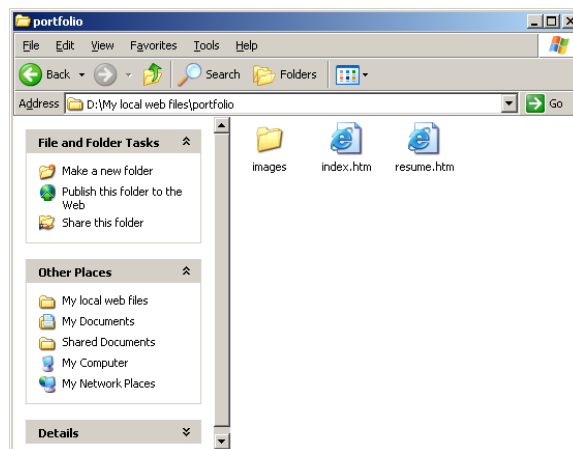 portfolio
File Edit View Favorites Tools Help
Back Search Folders
Address D:\My local web files\portfolio Go
File and Folder Tasks
Make a new folder
Publish this folder to the
Web
Share this folder
Other Places
My local web files
My Documents
Shared Documents
My Computer
My Network Places
Details
images index.htm resume.htm